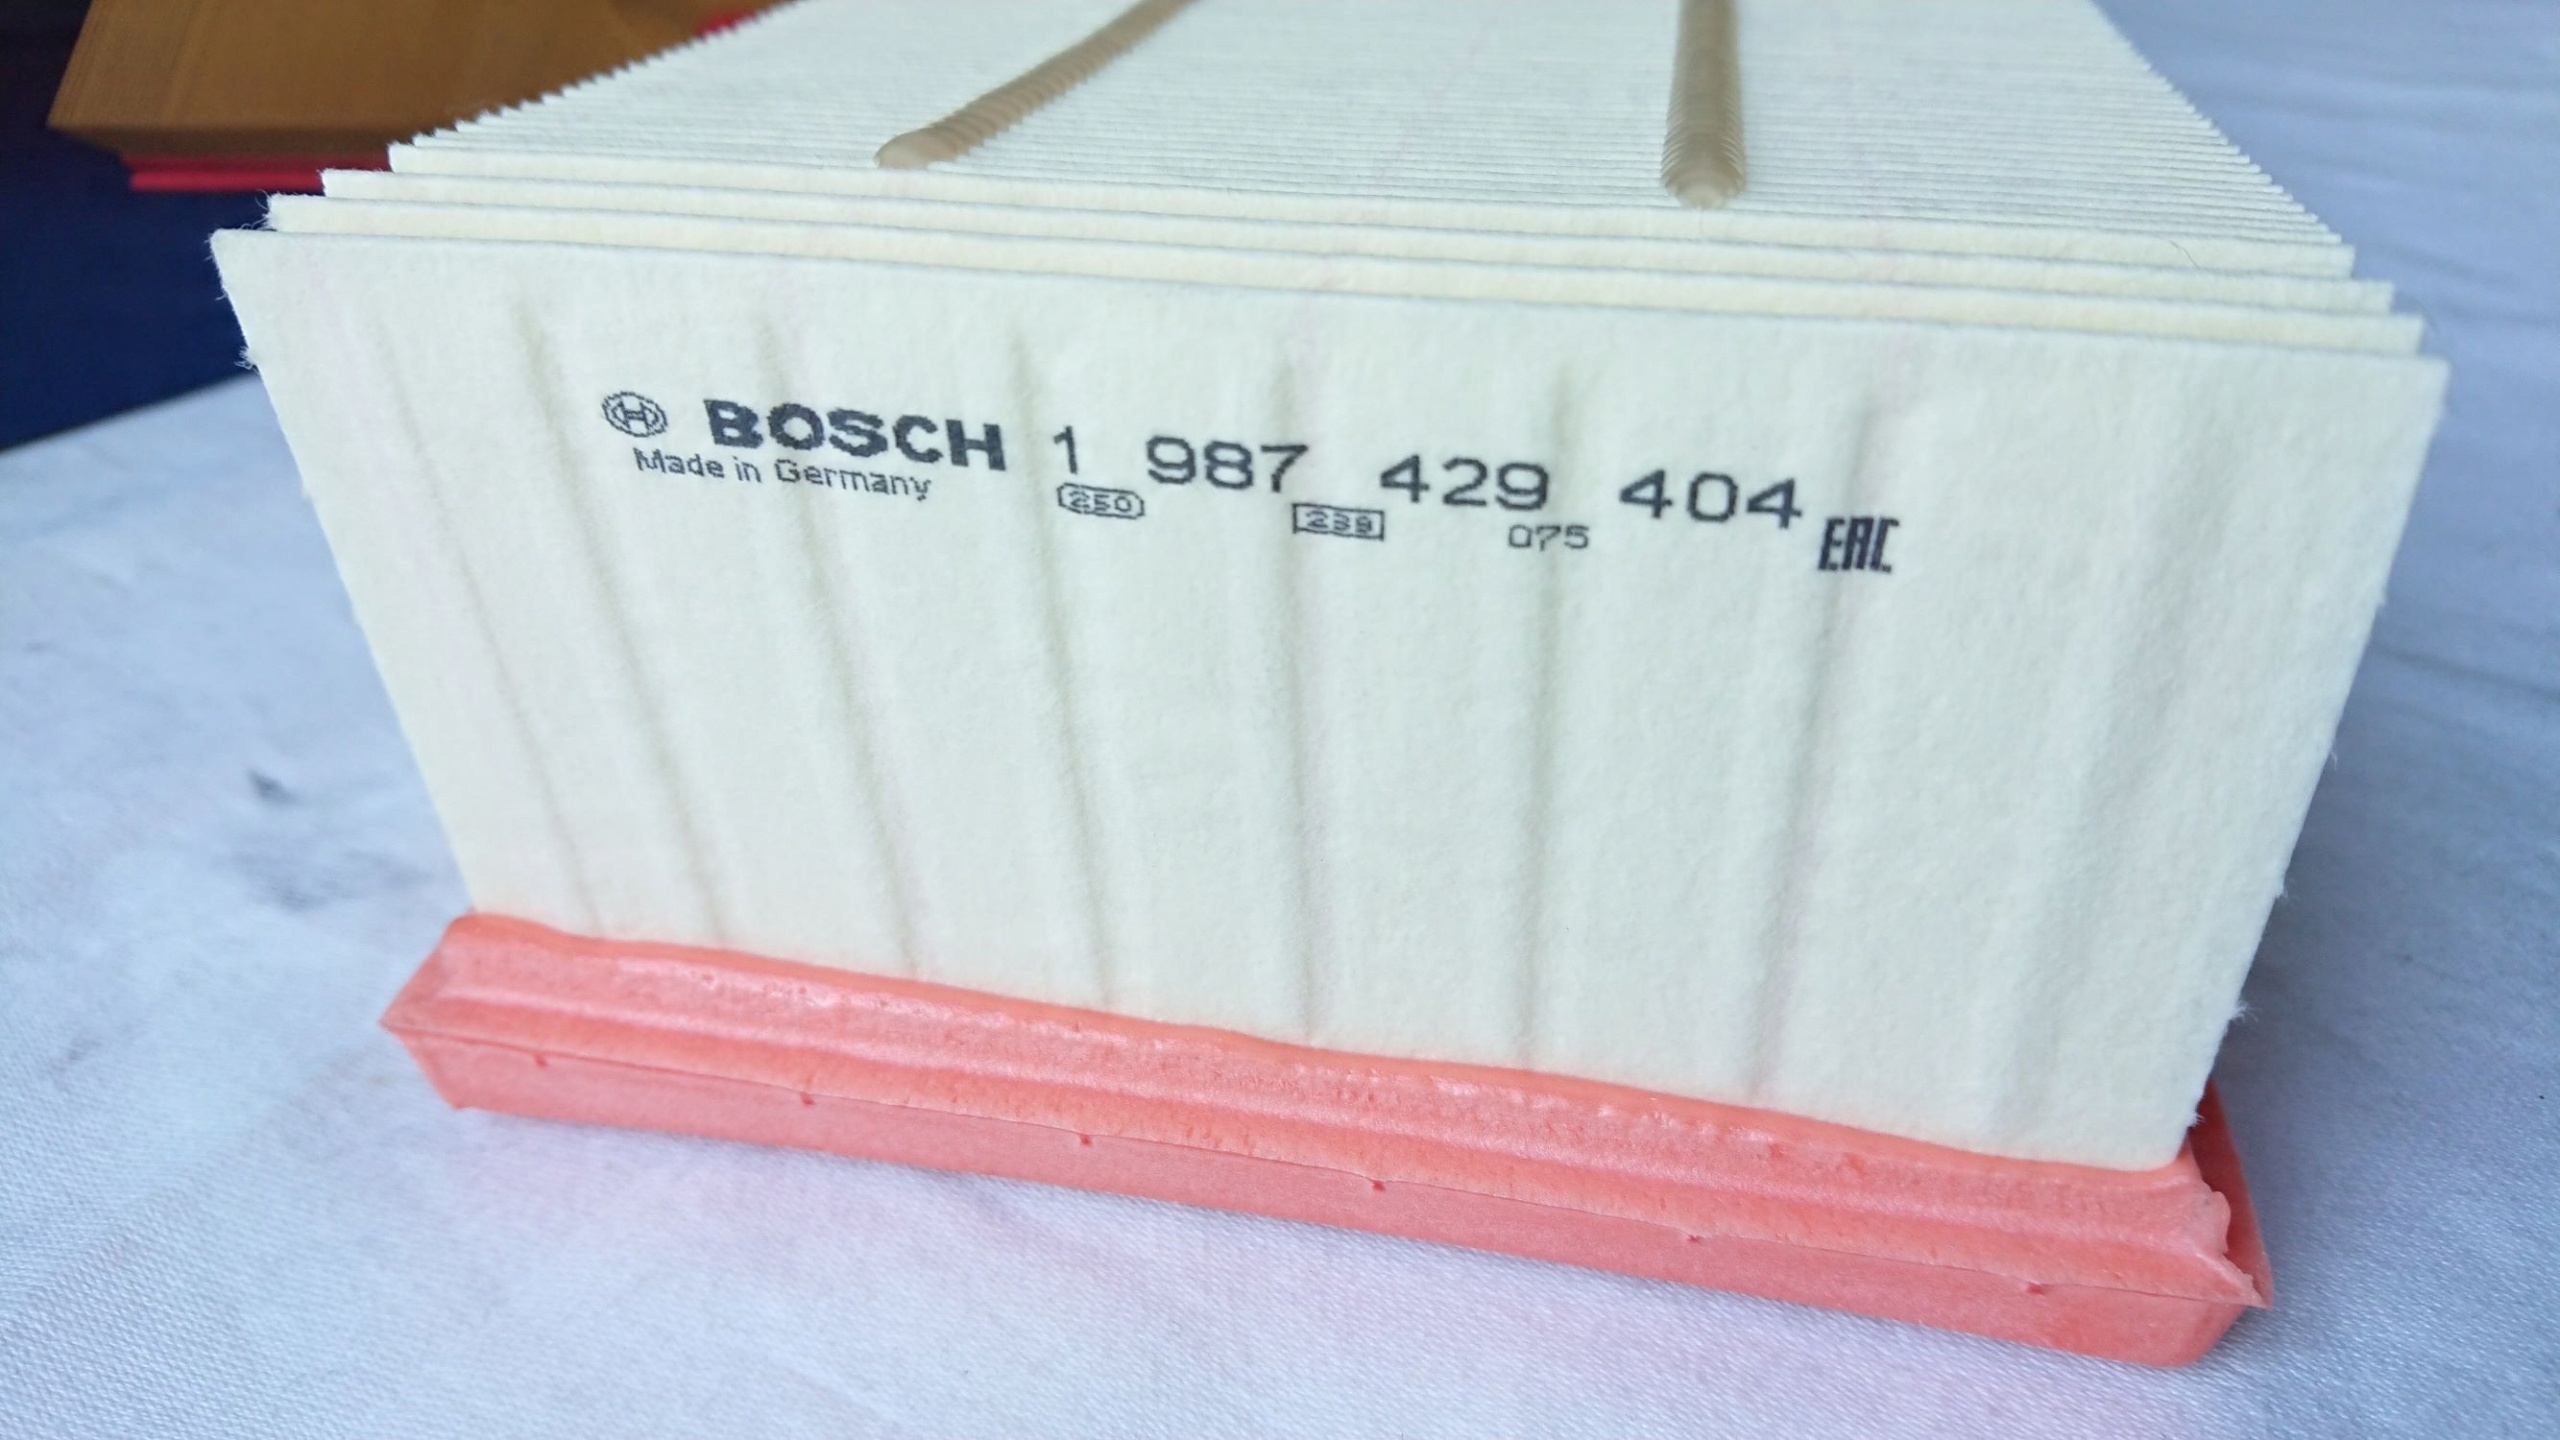 BOSCH 1 987 429 404
Made in Germany 250 239 075 EAC